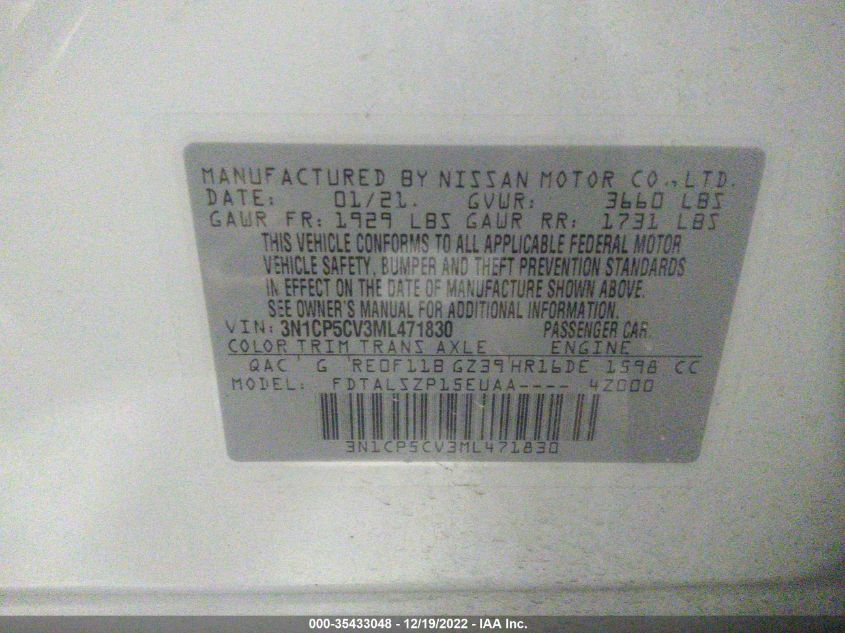 MANUFACTURED BY NISSAN MOTOR CO.,LTD.
DATE: 01/21. GVWR: 3660 LBS
GAWR FR: 1929 LBS GAWR RR: 1731 LBS
THIS VEHICLE CONFORMS TO ALL APPLICABLE FEDERAL MOTOR
VEHICLE SAFETY, BUMPER AND THEFT PREVENTION STANDARDS
IN EFFECT ON THE DATE OF MANUFACTURE SHOWN ABOVE.
SEE OWNER'S MANUAL FOR ADDITIONAL INFORMATION.
VIN: 3N1CP5CV3ML471830 PASSENGER CAR
COLOR TRIM TRANS AXLE ENGINE
QAC G RE0F11B GZ39 HR16DE 1598 CC
MODEL: FDTALSZP15EUAA---- 4Z000
3N1CP5CV3ML471830
000-35433048 - 12/19/2022 - IAA Inc.